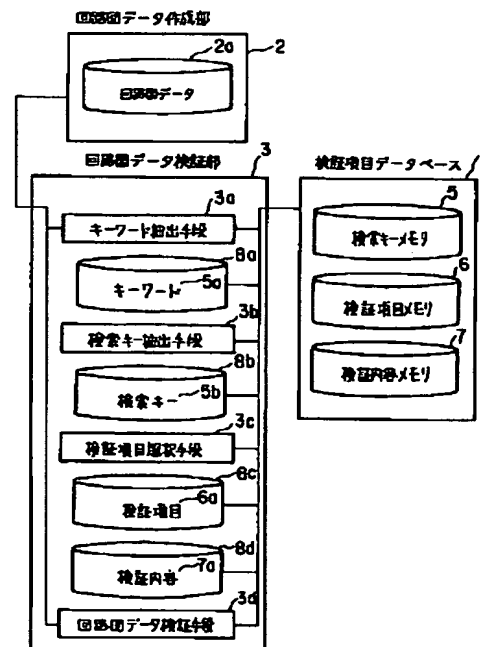 回路図データ作成部
2
2a
回路図データ
回路図データ検証部
3
3a
キーワード抽出手段
8a
キーワード
5a
3b
検索キー抽出手段
8b
検索キー
5b
3c
検証項目選択手段
8c
検証項目
6a
8d
検証内容
7a
3d
回路図データ検証手段
検証項目データベース
5
検索キーメモリ
6
検証項目メモリ
7
検証内容メモリ